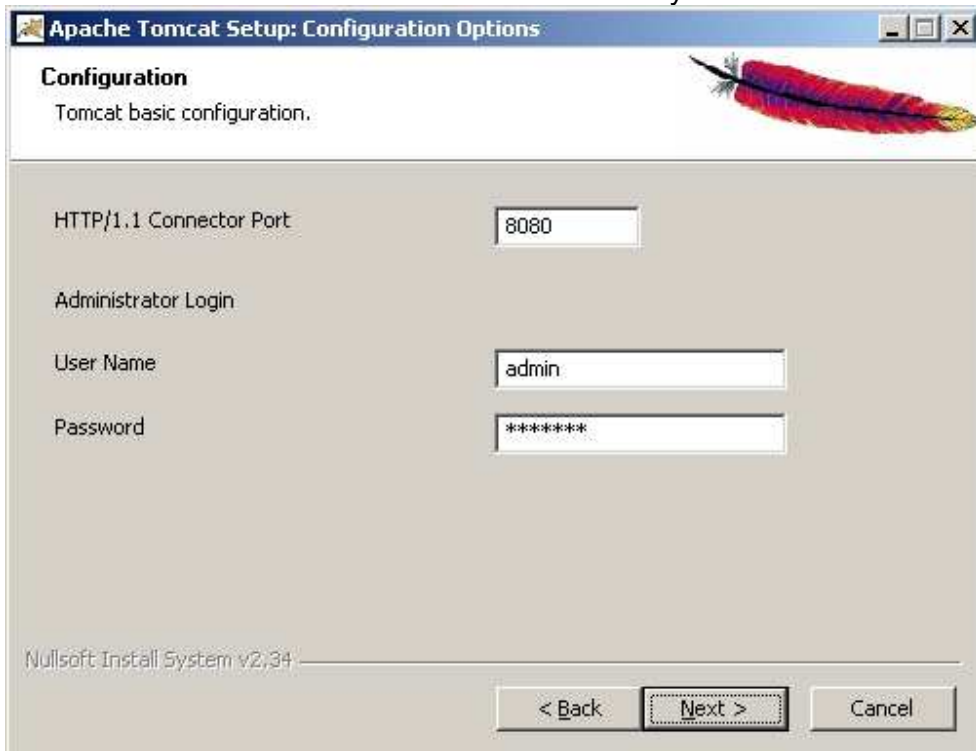 Apache Tomcat Setup: Configuration Options
Configuration
Tomcat basic configuration.
HTTP/1.1 Connector Port
8080
Administrator Login
User Name
admin
Password
*******
Nullsoft Install System v2.34
< Back
Next >
Cancel